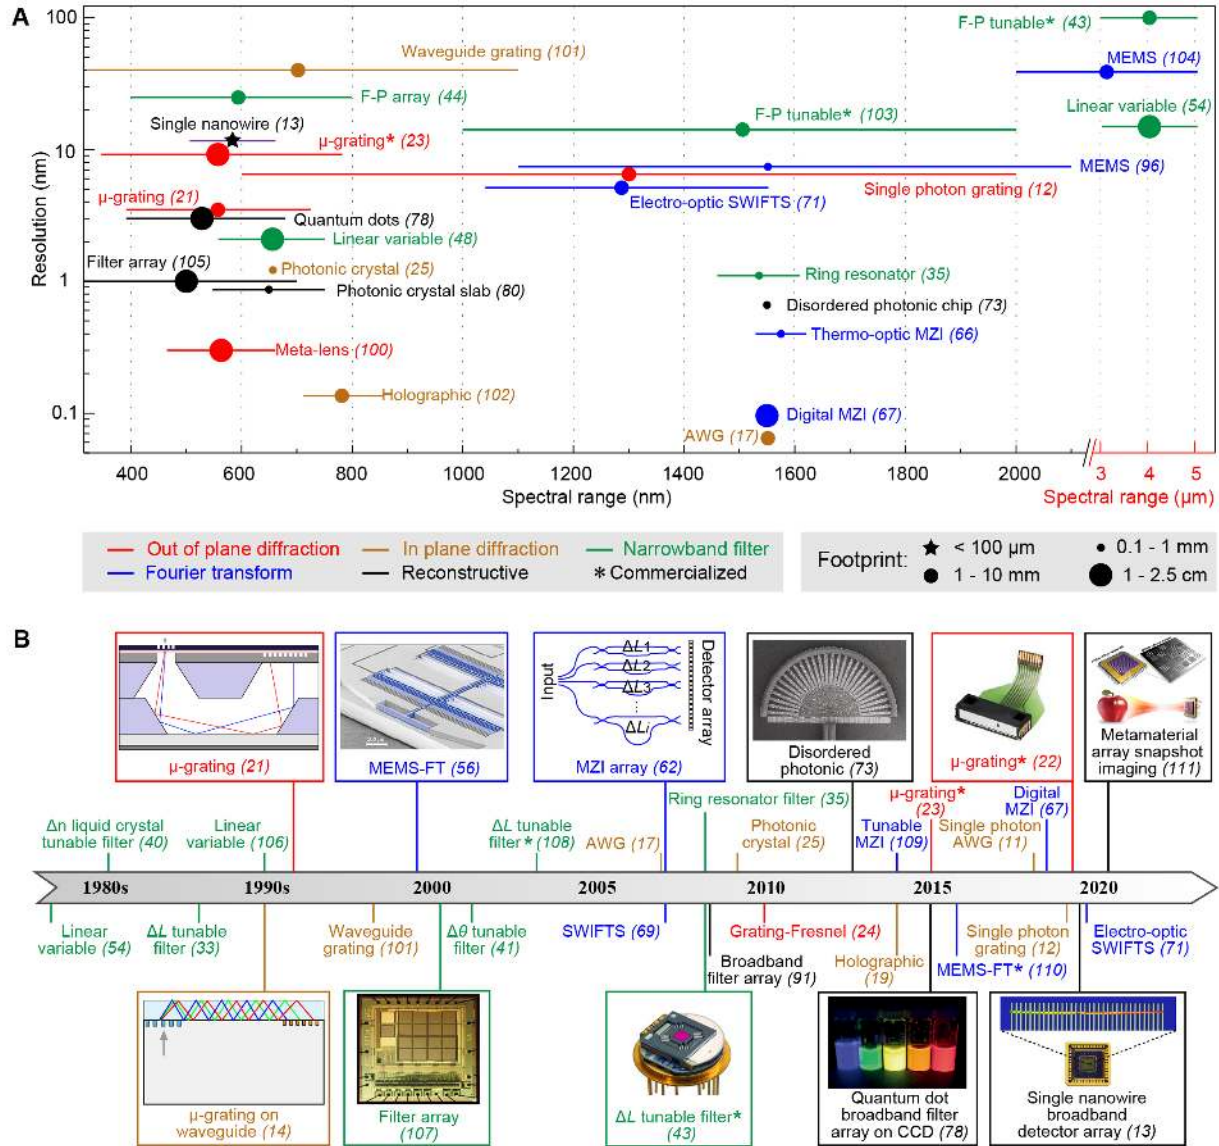 A
100
10
1
0.1
Resolution (nm)
Waveguide grating (101)
F-P tunable* (43)
MEMS (104)
F-P array (44)
Linear variable (54)
F-P tunable* (103)
Single nanowire (13)
μ-grating* (23)
MEMS (96)
Single photon grating (12)
μ-grating (21)
Electro-optic SWIFTS (71)
Quantum dots (78)
Linear variable (48)
Filter array (105)
Photonic crystal (25)
Ring resonator (35)
Photonic crystal slab (80)
Disordered photonic chip (73)
Thermo-optic MZI (66)
Meta-lens (100)
Holographic (102)
Digital MZI (67)
AWG (17)
400 600 800 1000 1200 1400 1600 1800 2000 3 4 5
Spectral range (nm) Spectral range (μm)
Out of plane diffraction In plane diffraction Narrowband filter
Fourier transform Reconstructive * Commercialized
Footprint: < 100 μm 0.1 - 1 mm
1 - 10 mm 1 - 2.5 cm
B
μ-grating (21)
MEMS-FT (56)
Input
ΔL1
ΔL2
ΔL3
ΔLi
Detector array
MZI array (62)
Disordered
photonic (73)
μ-grating* (22)
Metamaterial
array snapshot
imaging (111)
Δn liquid crystal
tunable filter (40)
Linear
variable (106)
ΔL tunable
filter* (108)
AWG (17)
Ring resonator filter (35)
Photonic
crystal (25)
Tunable
MZI (109)
μ-grating*
(23)
Single photon
AWG (11)
Digital
MZI (67)
1980s 1990s 2000 2005 2010 2015 2020
Linear
variable (54)
ΔL tunable
filter (33)
Waveguide
grating (101)
Δθ tunable
filter (41)
SWIFTS (69)
Broadband
filter array (91)
Grating-Fresnel (24)
Holographic
(19)
MEMS-FT* (110)
Single photon
grating (12)
Electro-optic
SWIFTS (71)
μ-grating on
waveguide (14)
Filter array
(107)
ΔL tunable filter*
(43)
Quantum dot
broadband filter
array on CCD (78)
Single nanowire
broadband
detector array (13)